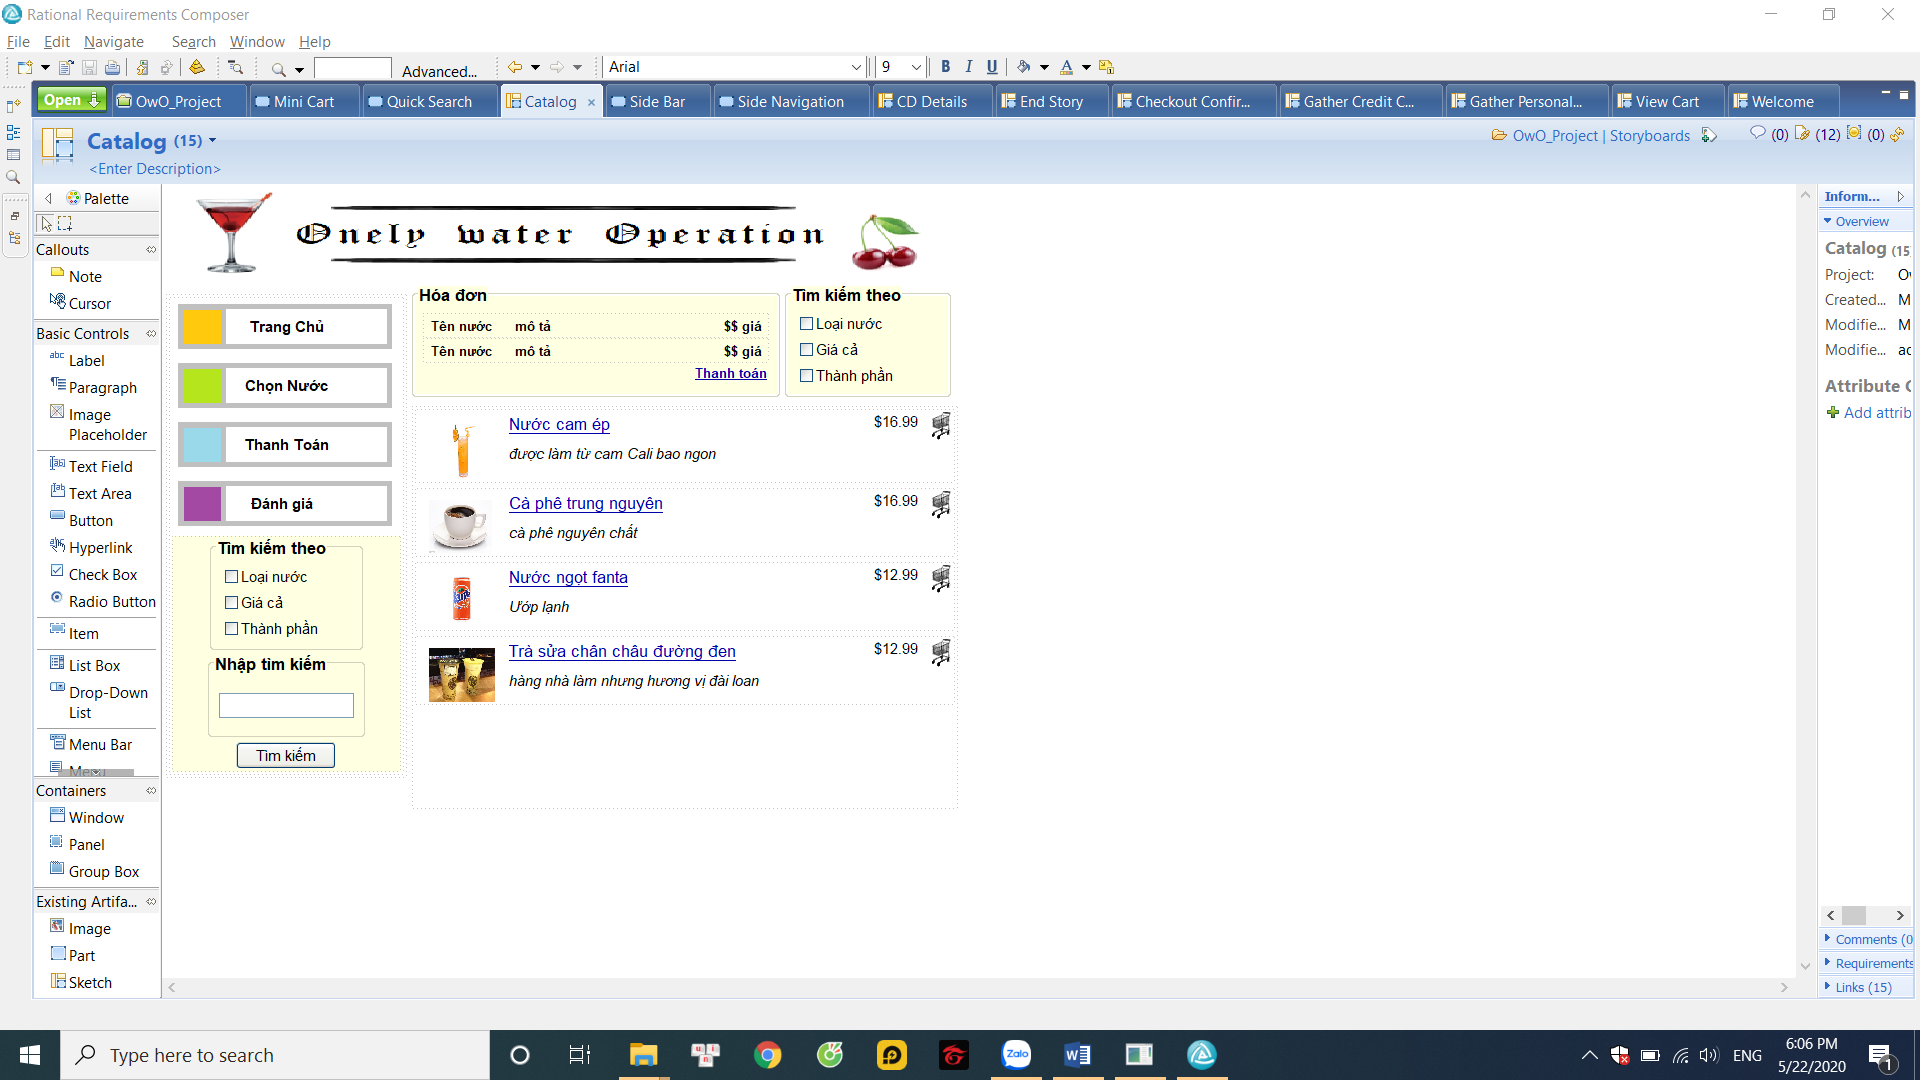 Rational Requirements Composer
File Edit Navigate Search Window Help
Advanced... Arial 9 B I U A
Open OwO_Project Mini Cart Quick Search Catalog × Side Bar Side Navigation CD Details End Story Checkout Confir... Gather Credit C... Gather Personal... View Cart Welcome
Catalog (15)
OwO_Project | Storyboards (0) (12) (0)
<Enter Description>
Palette
Callouts
Note
Cursor
Basic Controls
Label
Paragraph
Image
Placeholder
Text Field
Text Area
Button
Hyperlink
Check Box
Radio Button
Item
List Box
Drop-Down
List
Menu Bar
Containers
Window
Panel
Group Box
Existing Artifa...
Image
Part
Sketch
Onely water Operation
Trang Chủ
Chọn Nước
Thanh Toán
Đánh giá
Tìm kiếm theo
Loại nước
Giá cả
Thành phần
Nhập tìm kiếm
Tìm kiếm
Hóa đơn
Tên nước mô tả $$ giá
Tên nước mô tả $$ giá
Thanh toán
Tìm kiếm theo
Loại nước
Giá cả
Thành phần
Nước cam ép $16.99
được làm từ cam Cali bao ngon
Cà phê trung nguyên $16.99
cà phê nguyên chất
Nước ngọt fanta $12.99
Ướp lạnh
Trà sữa chân châu đường đen $12.99
hàng nhà làm nhưng hương vị đài loan
Inform...
Overview
Catalog (15
Project:
Created... M
Modifie... M
Modifie... ac
Attribute
Add attrib
Comments (0
Requirements
Links (15)
Type here to search
Zalo
ENG
6:06 PM
5/22/2020
1